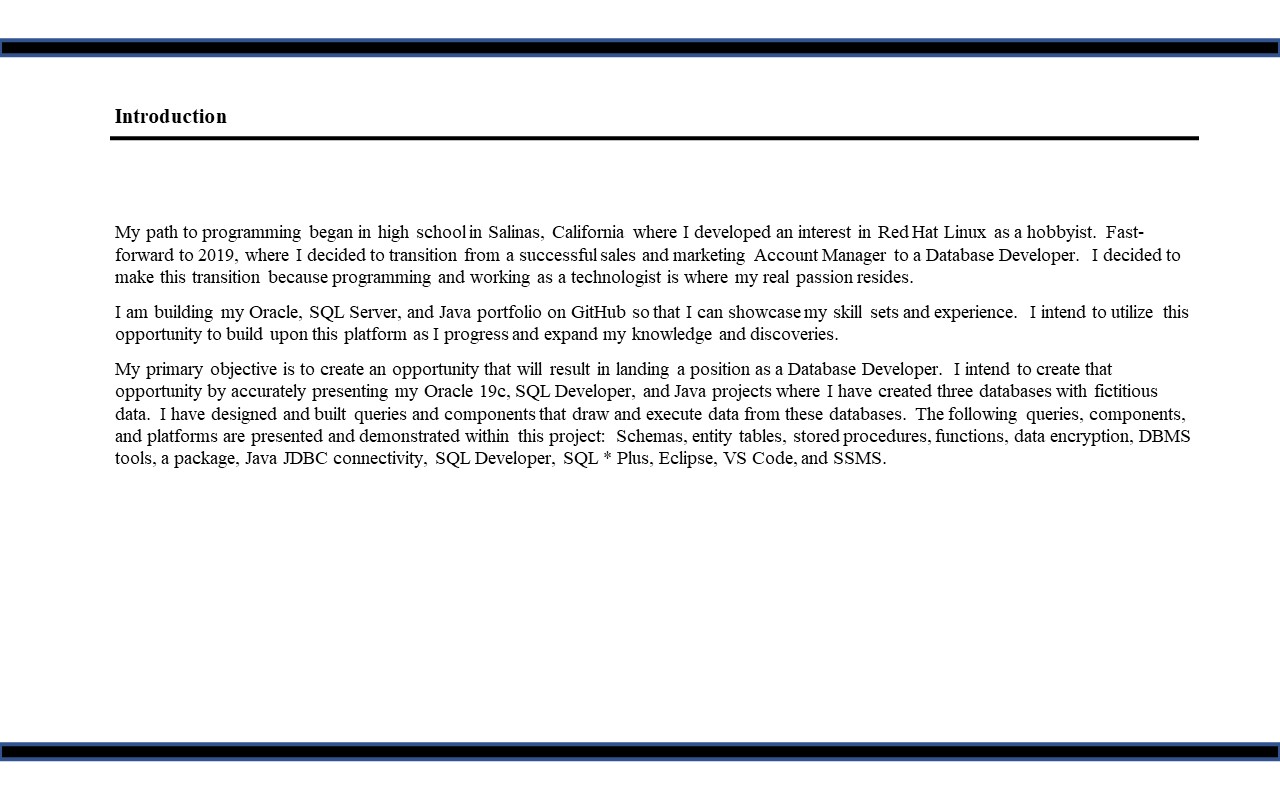 Introduction
My path to programming began in high school in Salinas, California where I developed an interest in Red Hat Linux as a hobbyist. Fast-
forward to 2019, where I decided to transition from a successful sales and marketing Account Manager to a Database Developer. I decided to
make this transition because programming and working as a technologist is where my real passion resides.
I am building my Oracle, SQL Server, and Java portfolio on GitHub so that I can showcase my skill sets and experience. I intend to utilize this
opportunity to build upon this platform as I progress and expand my knowledge and discoveries.
My primary objective is to create an opportunity that will result in landing a position as a Database Developer. I intend to create that
opportunity by accurately presenting my Oracle 19c, SQL Developer, and Java projects where I have created three databases with fictitious
data. I have designed and built queries and components that draw and execute data from these databases. The following queries, components,
and platforms are presented and demonstrated within this project: Schemas, entity tables, stored procedures, functions, data encryption, DBMS
tools, a package, Java JDBC connectivity, SQL Developer, SQL * Plus, Eclipse, VS Code, and SSMS.